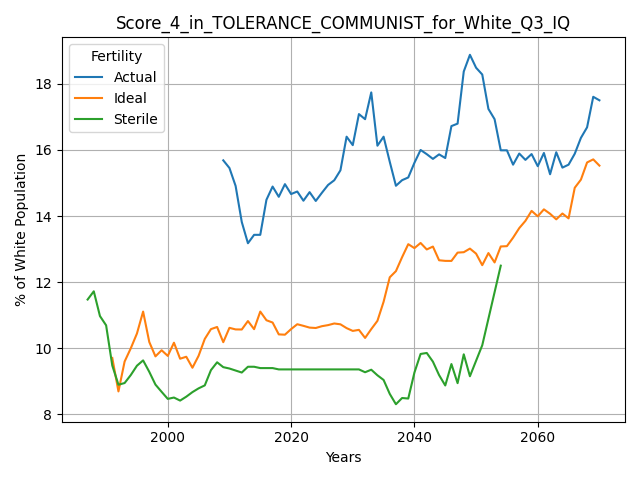 Score_4_in_TOLERANCE_COMMUNIST_for_White_Q3_IQ
Fertility
Actual
Ideal
Sterile
% of White Population
18
16
14
12
10
8
2000
2020
2040
2060
Years